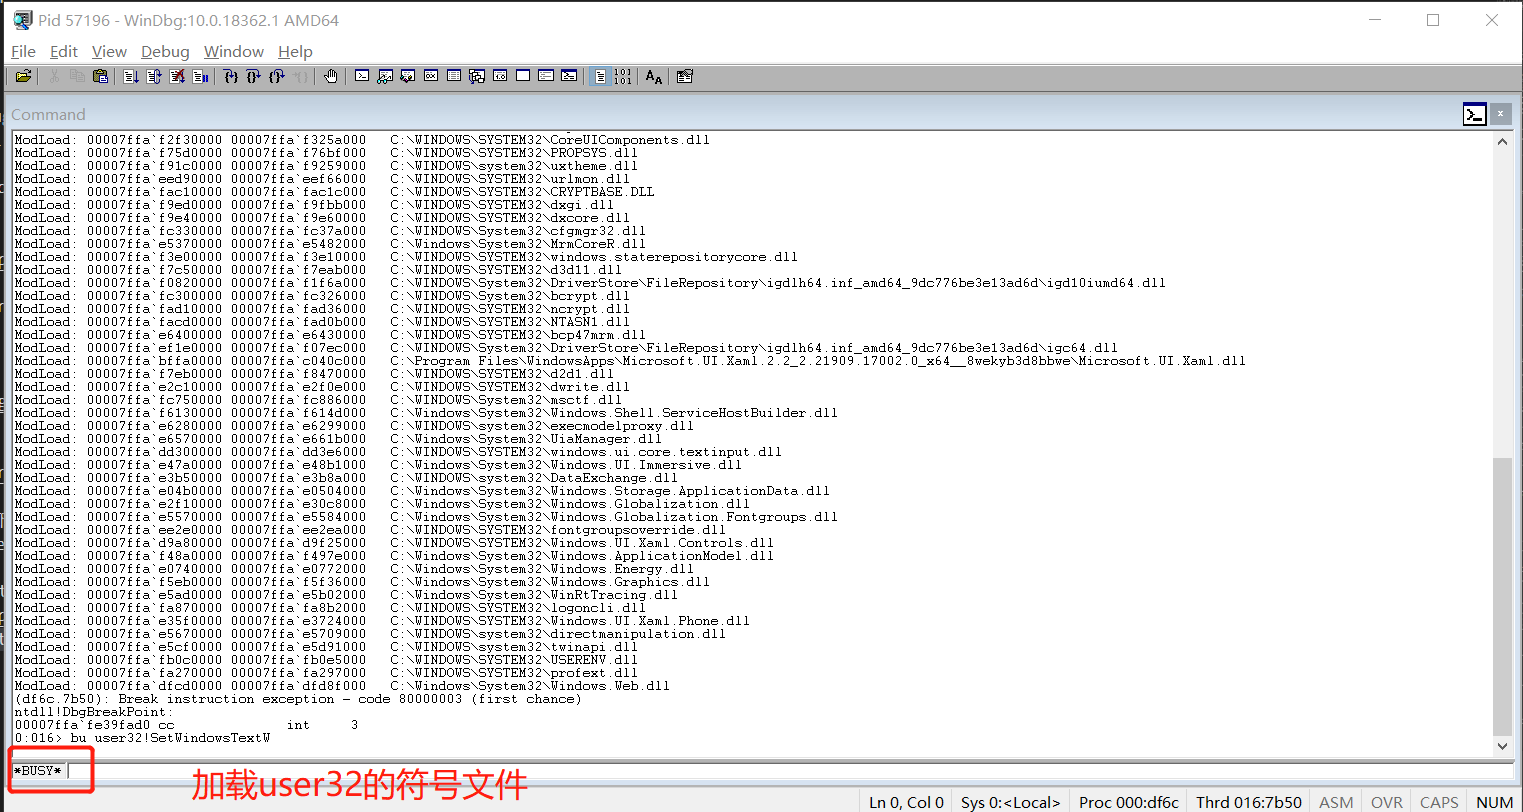 Pid 57196 - WinDbg:10.0.18362.1 AMD64
File Edit View Debug Window Help
Command
ModLoad: 00007ffa`f2f30000 00007ffa`f325a000 C:\WINDOWS\SYSTEM32\CoreUIComponents.dll
ModLoad: 00007ffa`f75d0000 00007ffa`f76bf000 C:\WINDOWS\SYSTEM32\PROPSYS.dll
ModLoad: 00007ffa`f91c0000 00007ffa`f9259000 C:\WINDOWS\system32\uxtheme.dll
ModLoad: 00007ffa`eed90000 00007ffa`eef66000 C:\WINDOWS\SYSTEM32\urlmon.dll
ModLoad: 00007ffa`fac10000 00007ffa`fac1c000 C:\WINDOWS\SYSTEM32\CRYPTBASE.DLL
ModLoad: 00007ffa`f9ed0000 00007ffa`f9fbb000 C:\WINDOWS\SYSTEM32\dxgi.dll
ModLoad: 00007ffa`f9e40000 00007ffa`f9e60000 C:\WINDOWS\SYSTEM32\dxcore.dll
ModLoad: 00007ffa`fc330000 00007ffa`fc37a000 C:\WINDOWS\System32\cfgmgr32.dll
ModLoad: 00007ffa`e5370000 00007ffa`e5482000 C:\Windows\System32\MrmCoreR.dll
ModLoad: 00007ffa`f3e00000 00007ffa`f3e10000 C:\WINDOWS\SYSTEM32\windows.staterepositorycore.dll
ModLoad: 00007ffa`f7c50000 00007ffa`f7eab000 C:\WINDOWS\SYSTEM32\d3d11.dll
ModLoad: 00007ffa`f0820000 00007ffa`f1f6a000 C:\WINDOWS\System32\DriverStore\FileRepository\igdlh64.inf_amd64_9dc776be3e13ad6d\igd10iumd64.dll
ModLoad: 00007ffa`fc300000 00007ffa`fc326000 C:\WINDOWS\System32\bcrypt.dll
ModLoad: 00007ffa`fad10000 00007ffa`fad36000 C:\WINDOWS\SYSTEM32\ncrypt.dll
ModLoad: 00007ffa`facd0000 00007ffa`fad0b000 C:\WINDOWS\SYSTEM32\NTASN1.dll
ModLoad: 00007ffa`e6400000 00007ffa`e6430000 C:\WINDOWS\SYSTEM32\bcp47mrm.dll
ModLoad: 00007ffa`bf1e0000 00007ffa`f07ec000 C:\WINDOWS\System32\DriverStore\FileRepository\igdlh64.inf_amd64_9dc776be3e13ad6d\igc64.dll
ModLoad: 00007ffa`bffa0000 00007ffa`c040c000 C:\Program Files\WindowsApps\Microsoft.UI.Xaml.2.2_2.21909.17002.0_x64__8wekyb3d8bbwe\Microsoft.UI.Xaml.dll
ModLoad: 00007ffa`f7eb0000 00007ffa`f8470000 C:\WINDOWS\SYSTEM32\d2d1.dll
ModLoad: 00007ffa`e2c10000 00007ffa`e2f0e000 C:\WINDOWS\SYSTEM32\dwrite.dll
ModLoad: 00007ffa`fc750000 00007ffa`fc886000 C:\WINDOWS\System32\msctf.dll
ModLoad: 00007ffa`f6130000 00007ffa`f614d000 C:\Windows\System32\Windows.Shell.ServiceHostBuilder.dll
ModLoad: 00007ffa`e6280000 00007ffa`e6299000 C:\WINDOWS\system32\execmodelproxy.dll
ModLoad: 00007ffa`e6570000 00007ffa`e661b000 C:\Windows\System32\UiaManager.dll
ModLoad: 00007ffa`dd300000 00007ffa`dd3e6000 C:\WINDOWS\SYSTEM32\windows.ui.core.textinput.dll
ModLoad: 00007ffa`e47a0000 00007ffa`e48b1000 C:\Windows\System32\Windows.UI.Immersive.dll
ModLoad: 00007ffa`e3b50000 00007ffa`e3b8a000 C:\WINDOWS\system32\DataExchange.dll
ModLoad: 00007ffa`e04b0000 00007ffa`e0504000 C:\Windows\System32\Windows.Storage.ApplicationData.dll
ModLoad: 00007ffa`e2f10000 00007ffa`e30c8000 C:\Windows\System32\Windows.Globalization.dll
ModLoad: 00007ffa`e5570000 00007ffa`e5584000 C:\Windows\System32\Windows.Globalization.Fontgroups.dll
ModLoad: 00007ffa`ee2e0000 00007ffa`ee2ea000 C:\WINDOWS\SYSTEM32\fontgroupsoverride.dll
ModLoad: 00007ffa`d9a80000 00007ffa`d9f25000 C:\Windows\System32\Windows.UI.Xaml.Controls.dll
ModLoad: 00007ffa`f48a0000 00007ffa`f497e000 C:\Windows\System32\Windows.ApplicationModel.dll
ModLoad: 00007ffa`e0740000 00007ffa`e0772000 C:\Windows\System32\Windows.Energy.dll
ModLoad: 00007ffa`f5eb0000 00007ffa`f5f36000 C:\Windows\System32\Windows.Graphics.dll
ModLoad: 00007ffa`e5ad0000 00007ffa`e5b02000 C:\Windows\System32\WinRtTracing.dll
ModLoad: 00007ffa`fa870000 00007ffa`fa8b2000 C:\WINDOWS\SYSTEM32\logoncli.dll
ModLoad: 00007ffa`e35f0000 00007ffa`e3724000 C:\Windows\System32\Windows.UI.Xaml.Phone.dll
ModLoad: 00007ffa`e5670000 00007ffa`e5709000 C:\WINDOWS\system32\directmanipulation.dll
ModLoad: 00007ffa`e5cf0000 00007ffa`e5d91000 C:\WINDOWS\system32\twinapi.dll
ModLoad: 00007ffa`fb0c0000 00007ffa`fb0e5000 C:\WINDOWS\SYSTEM32\USERENV.dll
ModLoad: 00007ffa`fa270000 00007ffa`fa297000 C:\Windows\System32\profext.dll
ModLoad: 00007ffa`dfcd0000 00007ffa`dfd8f000 C:\Windows\System32\Windows.Web.dll
(df6c.7b50): Break instruction exception - code 80000003 (first chance)
ntdll!DbgBreakPoint:
00007ffa`fe39fad0 cc int 3
0:016> bu user32!SetWindowsTextW
*BUSY*
加载user32的符号文件
Ln 0, Col 0 Sys 0:<Local> Proc 000:df6c Thrd 016:7b50 ASM OVR CAPS NUM